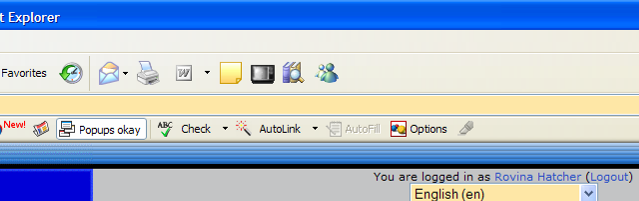 t Explorer
Favorites W
New! Popups okay ABC Check AutoLink AutoFill Options
You are logged in as Rovina Hatcher (Logout)
English (en)